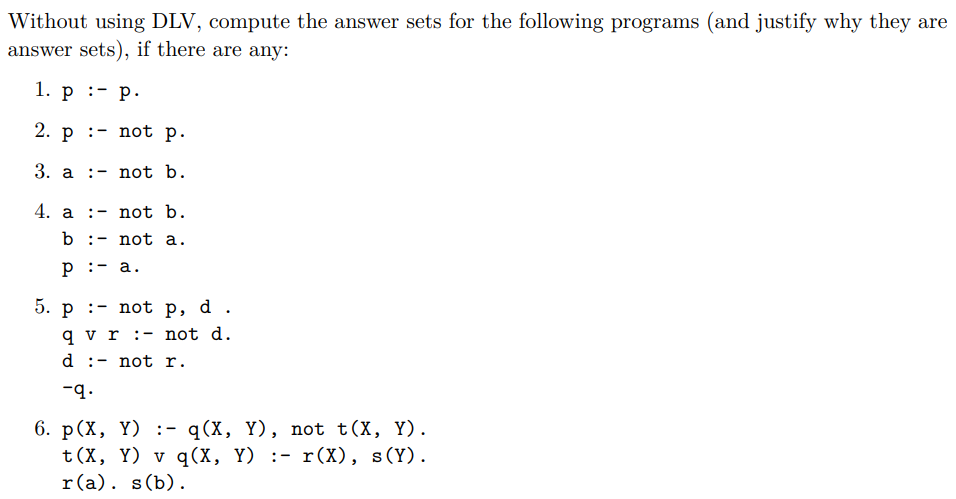 Without using DLV, compute the answer sets for the following programs (and justify why they are
answer sets), if there are any:
1. p :- p.
2. p :- not p.
3. a :- not b.
4. a :- not b.
b :- not a.
p :- a.
5. p :- not p, d .
q v r :- not d.
d :- not r.
-q.
6. p(X, Y) :- q(X, Y), not t(X, Y).
t(X, Y) v q(X, Y) :- r(X), s(Y).
r(a). s(b).